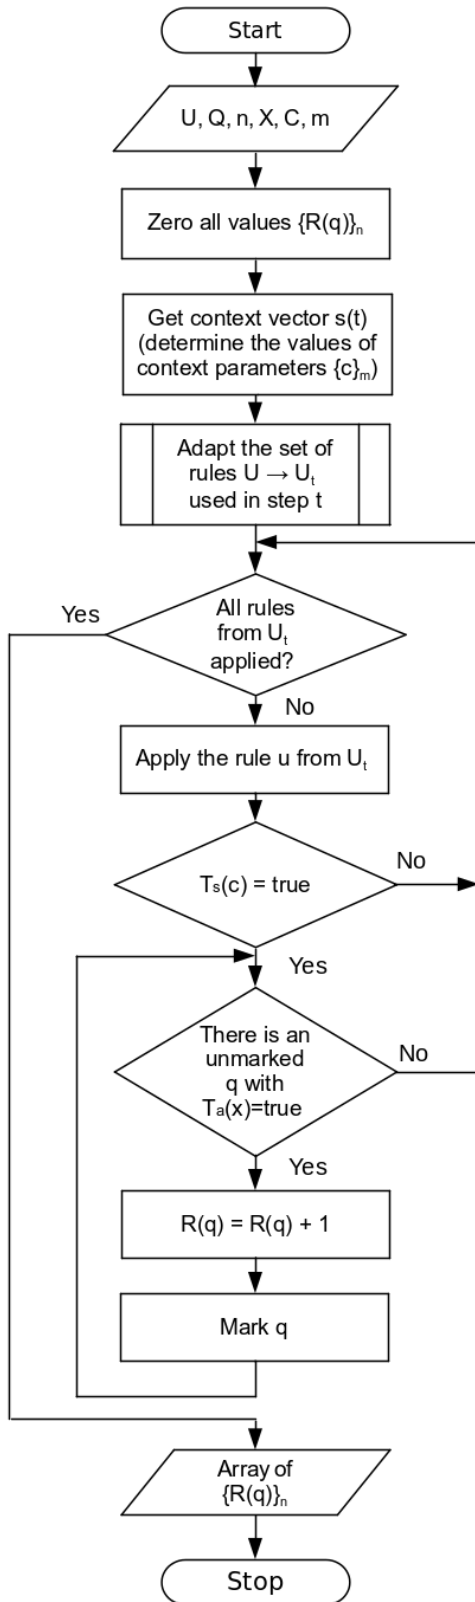 Start
U, Q, n, X, C, m
Zero all values {R(q)}ₙ
Get context vector s(t)
(determine the values of
context parameters {c}ₘ)
Adapt the set of
rules U → Uₜ
used in step t
Yes
All rules
from Uₜ
applied?
No
Apply the rule u from Uₜ
Tₛ(c) = true
No
Yes
There is an
unmarked
q with
Tₐ(x)=true
No
Yes
R(q) = R(q) + 1
Mark q
Array of
{R(q)}ₙ
Stop